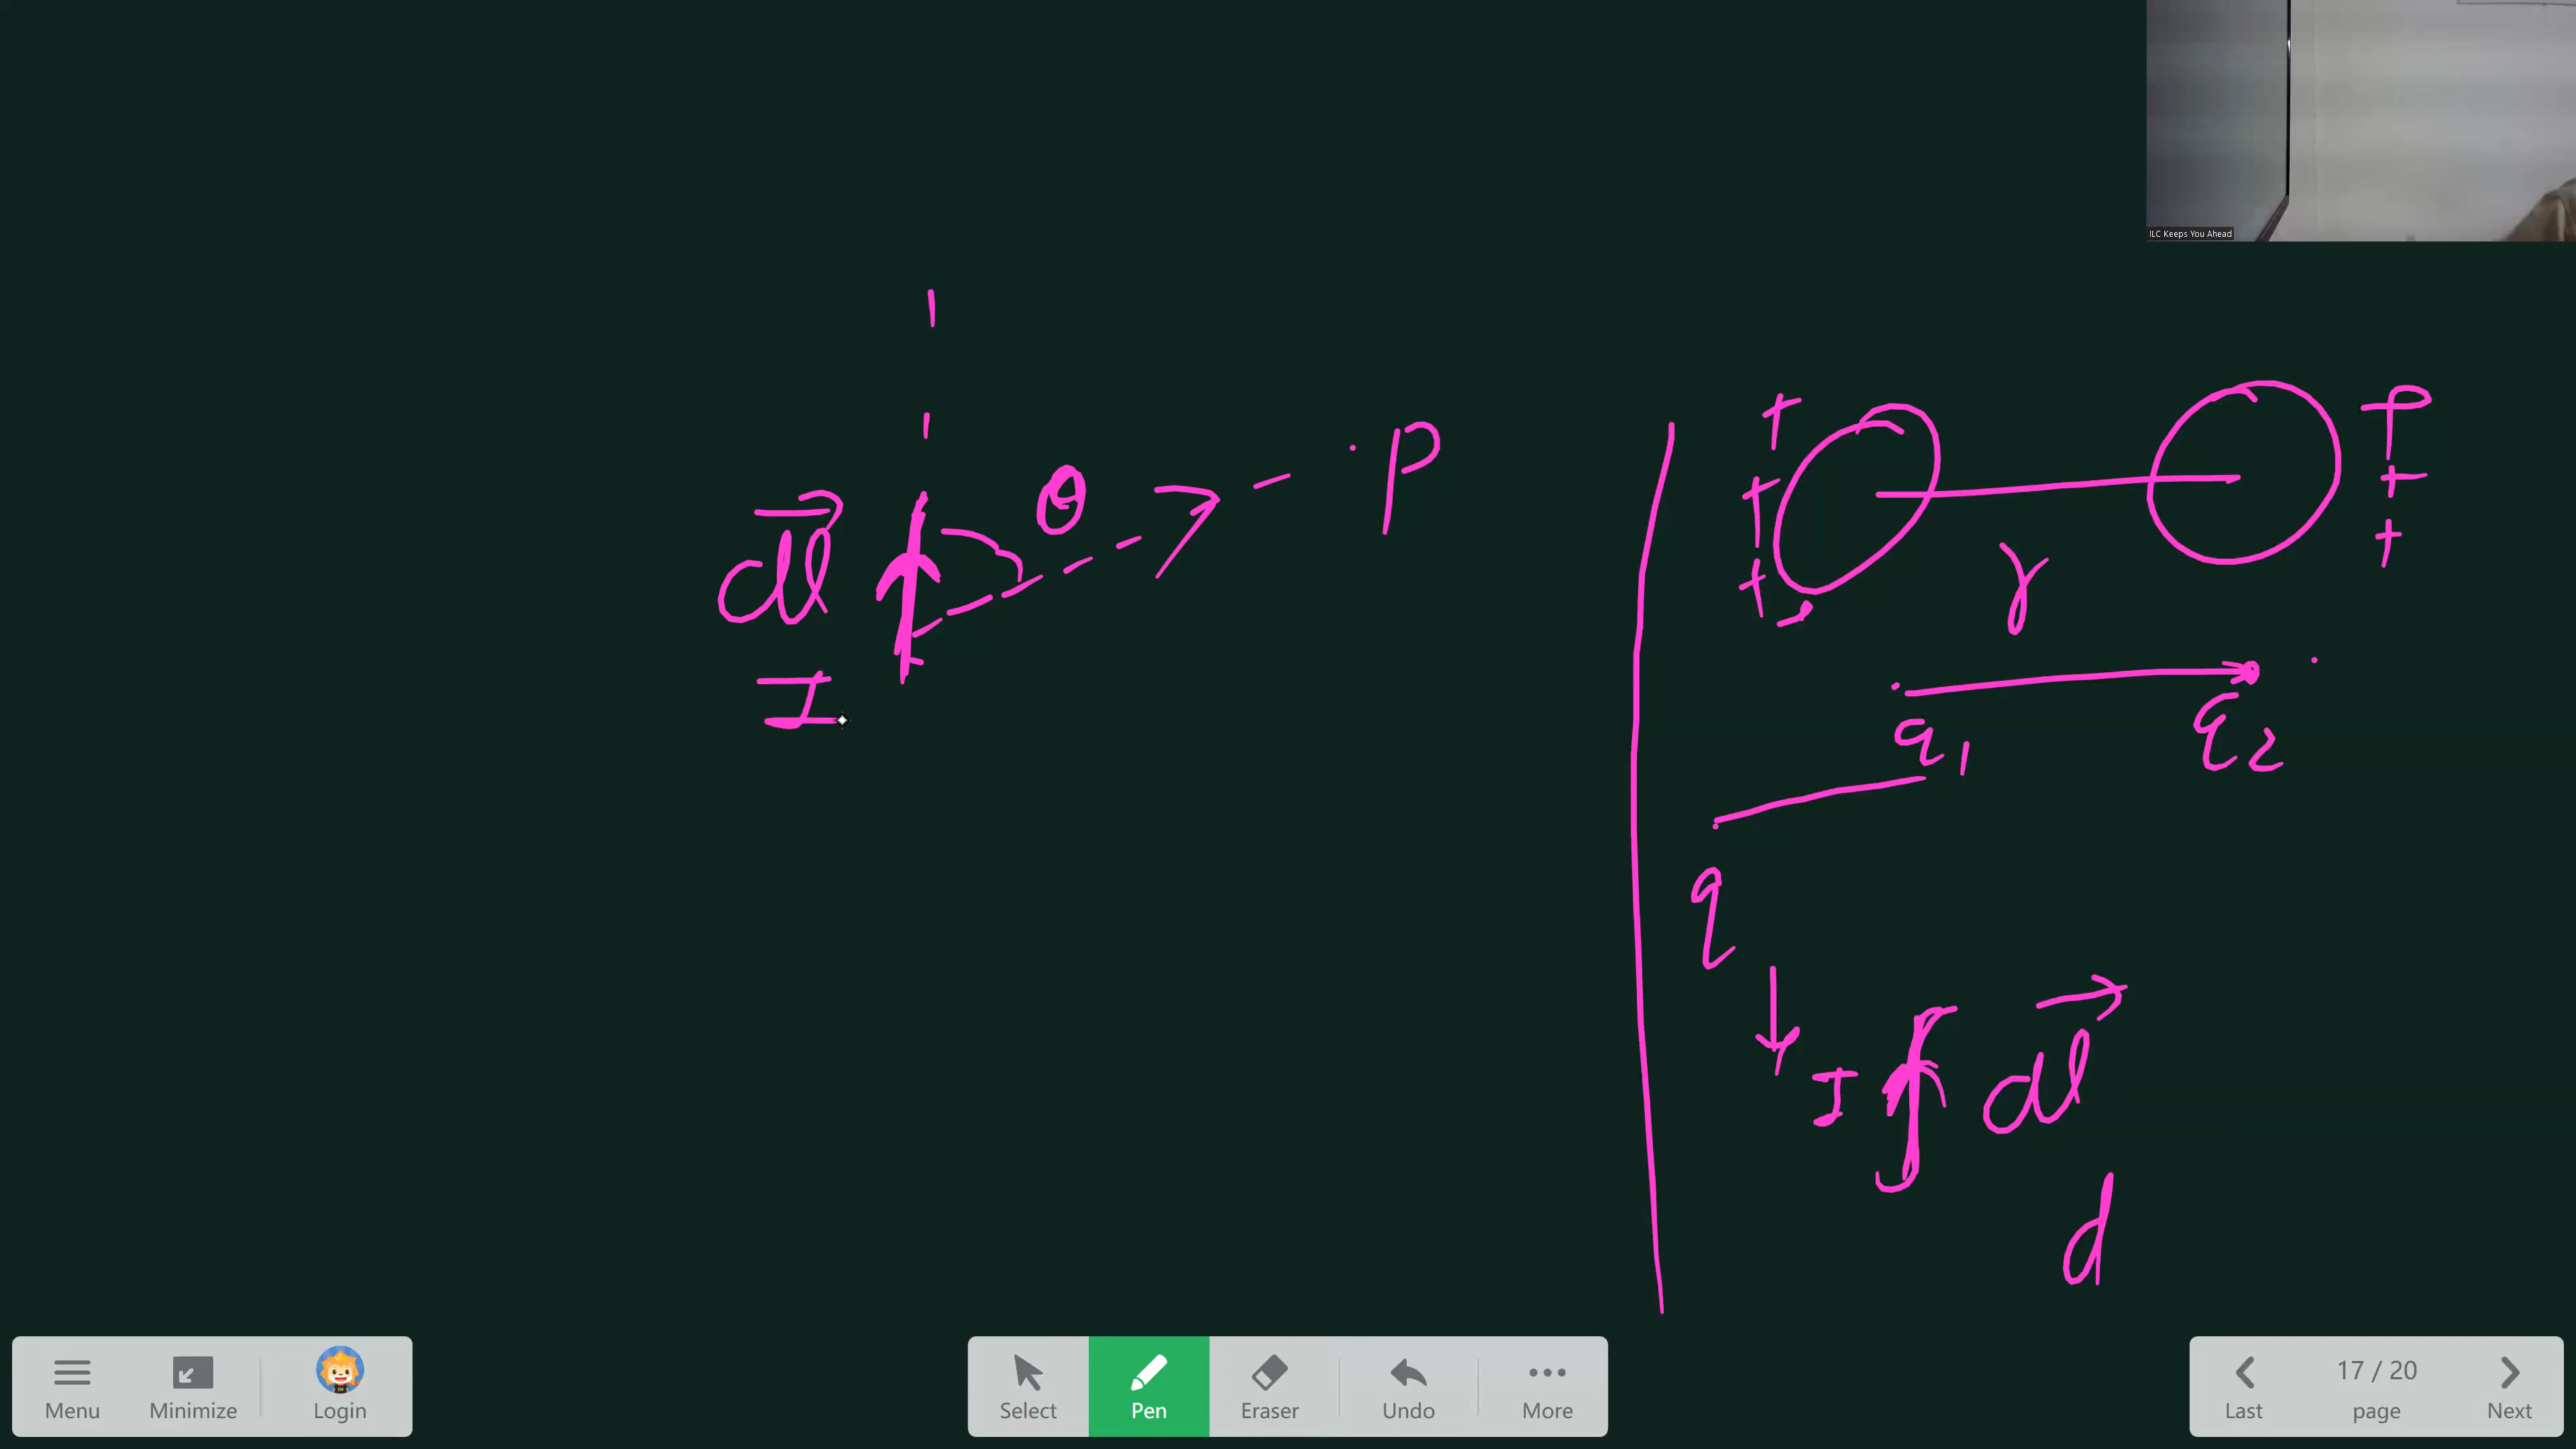 ILC Keeps You Ahead
θ
P
dl
I
+ +
+ +
+ +
r
q1 q2
q
I dl
d
Menu Minimize Login
Select Pen Eraser Undo More
Last 17 / 20 page Next